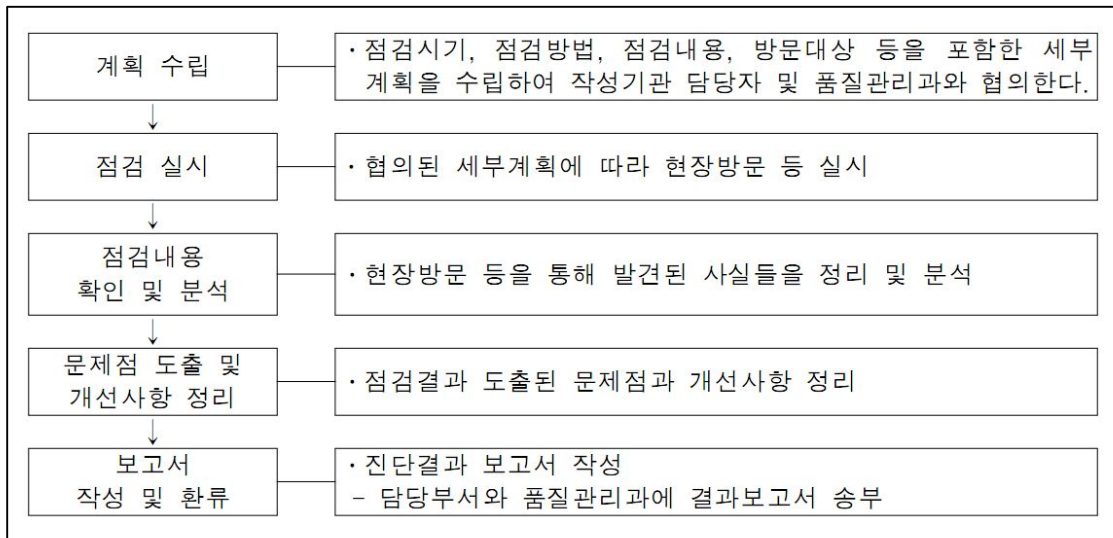 계획 수립
· 점검시기, 점검방법, 점검내용, 방문대상 등을 포함한 세부
계획을 수립하여 작성기관 담당자 및 품질관리과와 협의한다.
점검 실시
· 협의된 세부계획에 따라 현장방문 등 실시
점검내용
확인 및 분석
· 현장방문 등을 통해 발견된 사실들을 정리 및 분석
문제점 도출 및
개선사항 정리
· 점검결과 도출된 문제점과 개선사항 정리
보고서
작성 및 환류
· 진단결과 보고서 작성
- 담당부서와 품질관리과에 결과보고서 송부